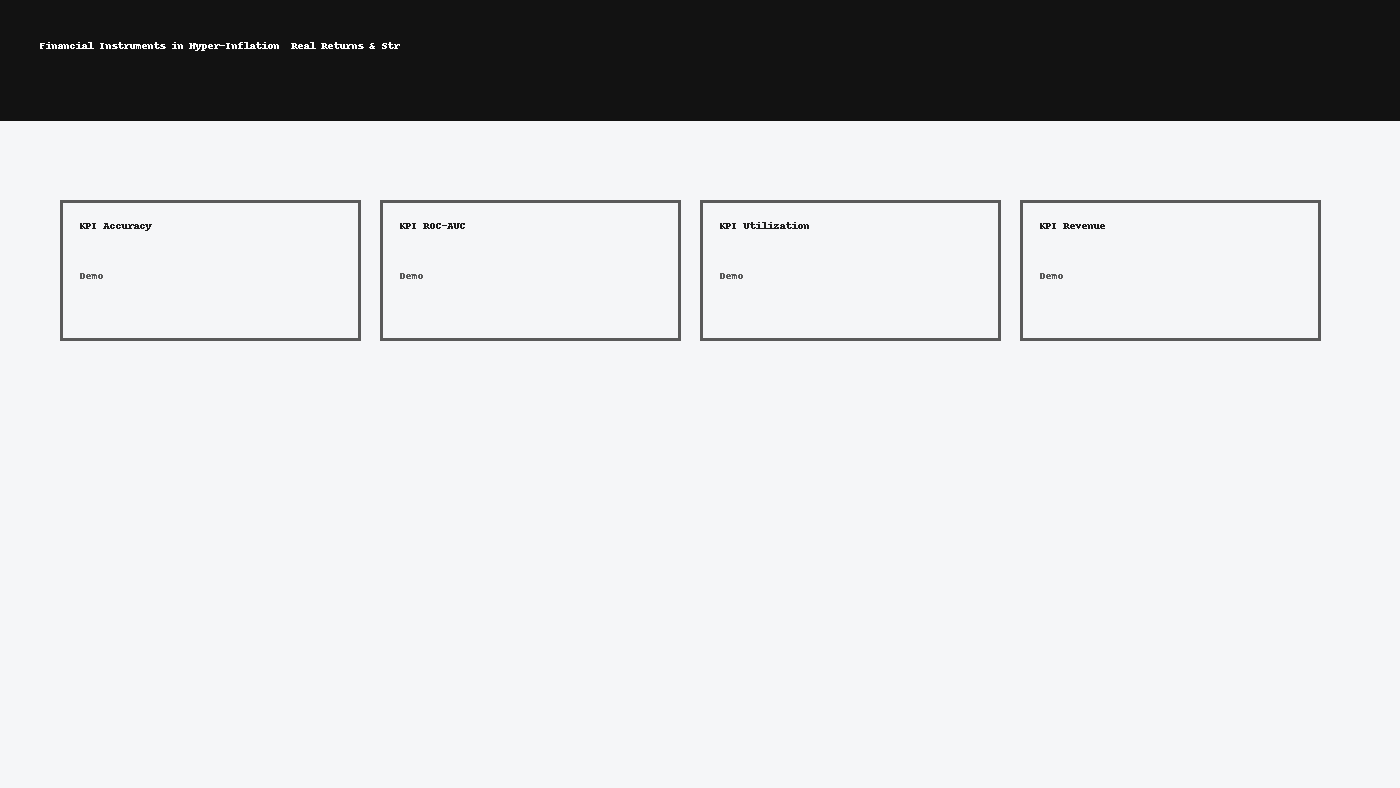 Financial Instruments in Hyper-Inflation  Real Returns & Str
KPI Accuracy
Demo
KPI ROC-AUC
Demo
KPI Utilization
Demo
KPI Revenue
Demo